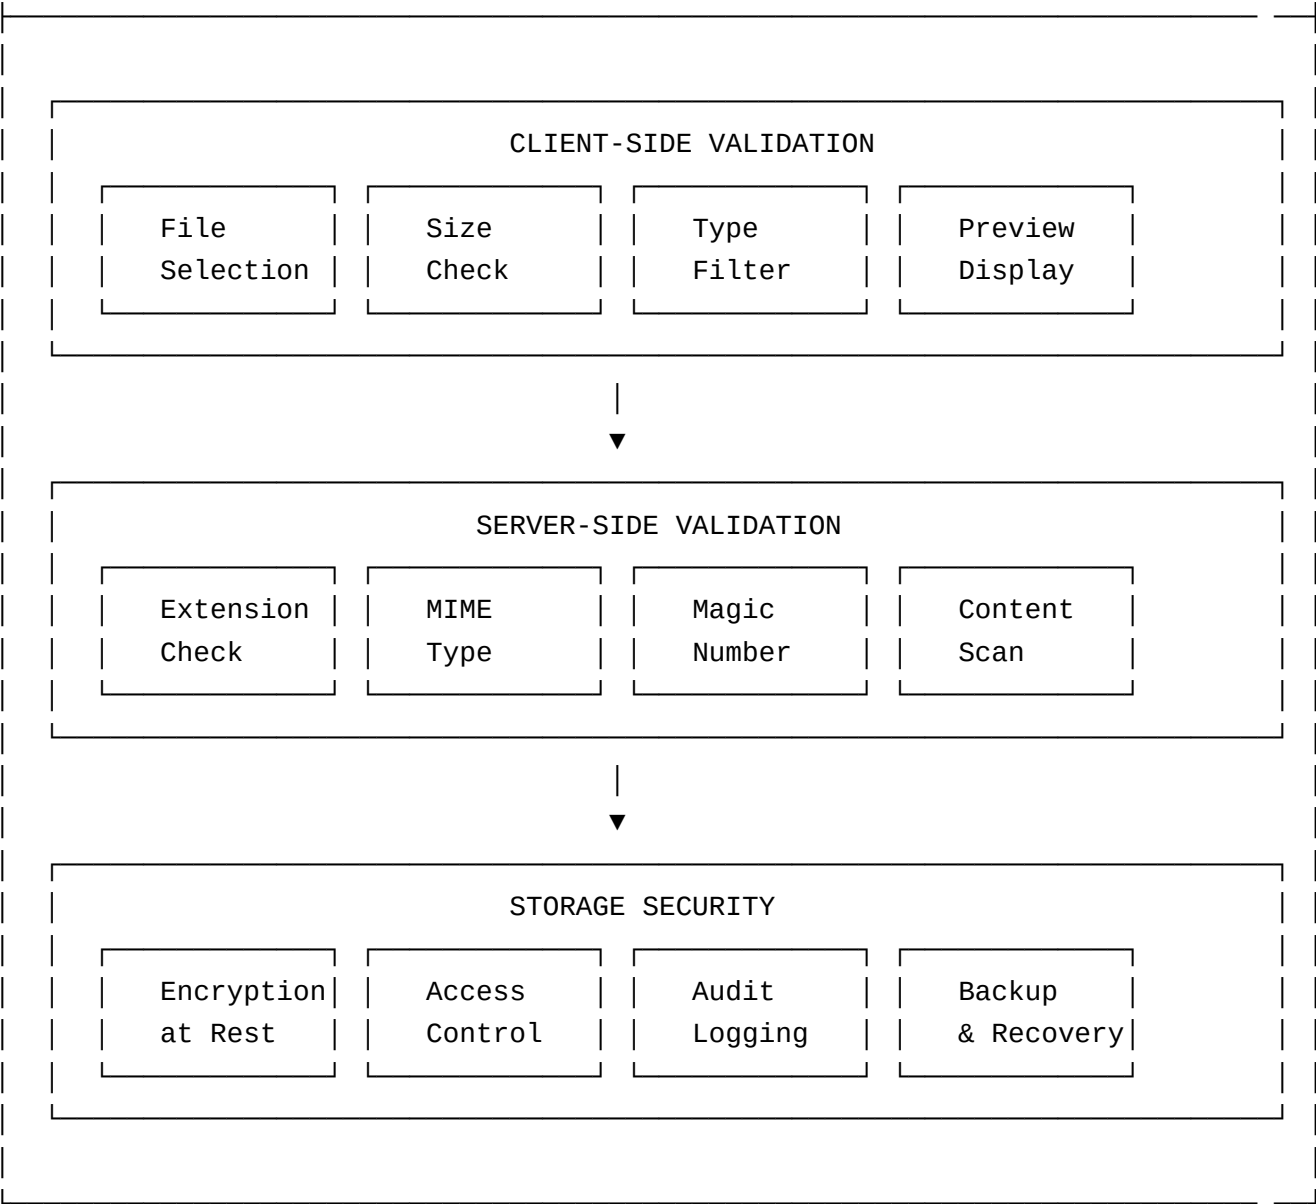 CLIENT-SIDE VALIDATION
File Size Type Preview
Selection Check Filter Display
▼
SERVER-SIDE VALIDATION
Extension MIME Magic Content
Check Type Number Scan
▼
STORAGE SECURITY
Encryption Access Audit Backup
at Rest Control Logging & Recovery